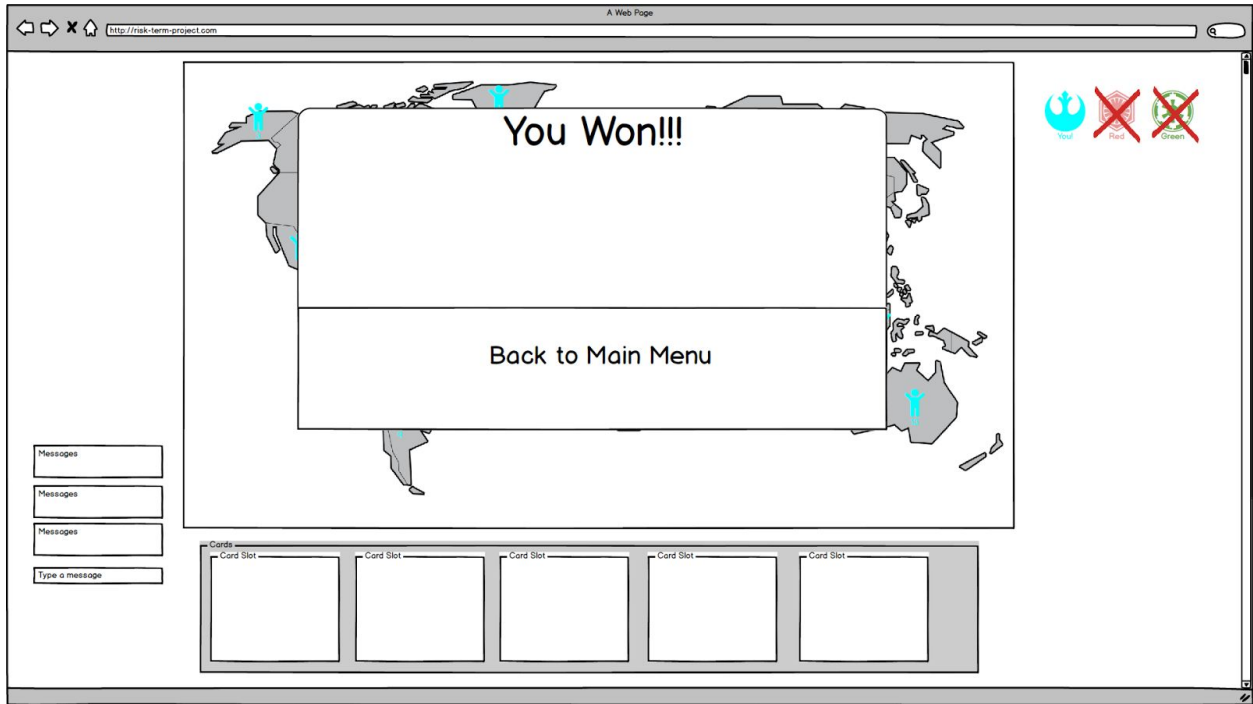 A Web Page
http://risk-term-project.com
You!
Red
Green
You Won!!!
Back to Main Menu
Messages
Messages
Messages
Type a message
Cards
Card Slot
Card Slot
Card Slot
Card Slot
Card Slot